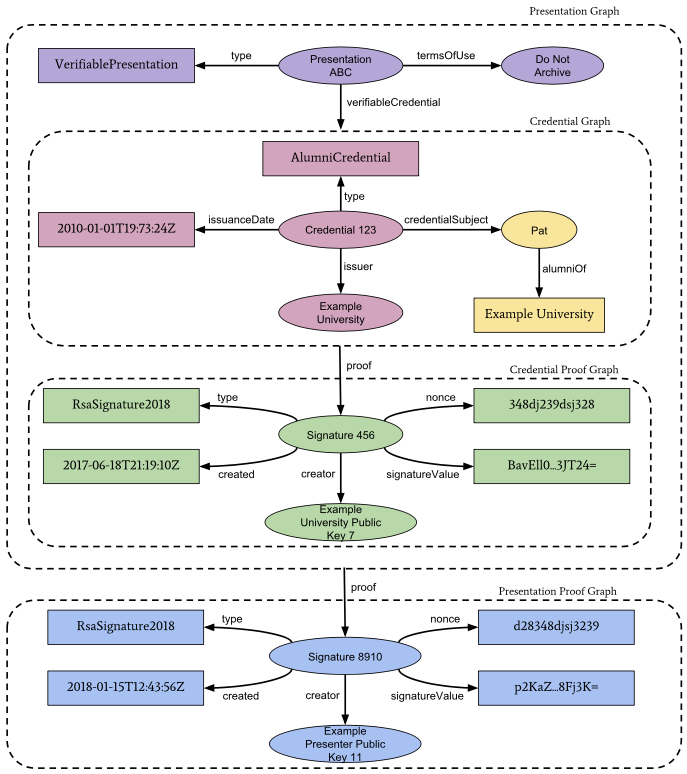 Presentation Graph
VerifiablePresentation
type
Presentation
ABC
termsOfUse
Do Not
Archive
verifiableCredential
Credential Graph
AlumniCredential
type
2010-01-01T19:73:24Z
issuanceDate
Credential 123
credentialSubject
Pat
issuer
alumniOf
Example
University
Example University
proof
Credential Proof Graph
RsaSignature2018
type
nonce
348dj239dsj328
Signature 456
2017-06-18T21:19:10Z
created
creator
signatureValue
BavEll0...3JT24=
Example
University Public
Key 7
proof
Presentation Proof Graph
RsaSignature2018
type
nonce
d28348djsj3239
Signature 8910
2018-01-15T12:43:56Z
created
creator
signatureValue
p2KaZ...8Fj3K=
Example
Presenter Public
Key 11